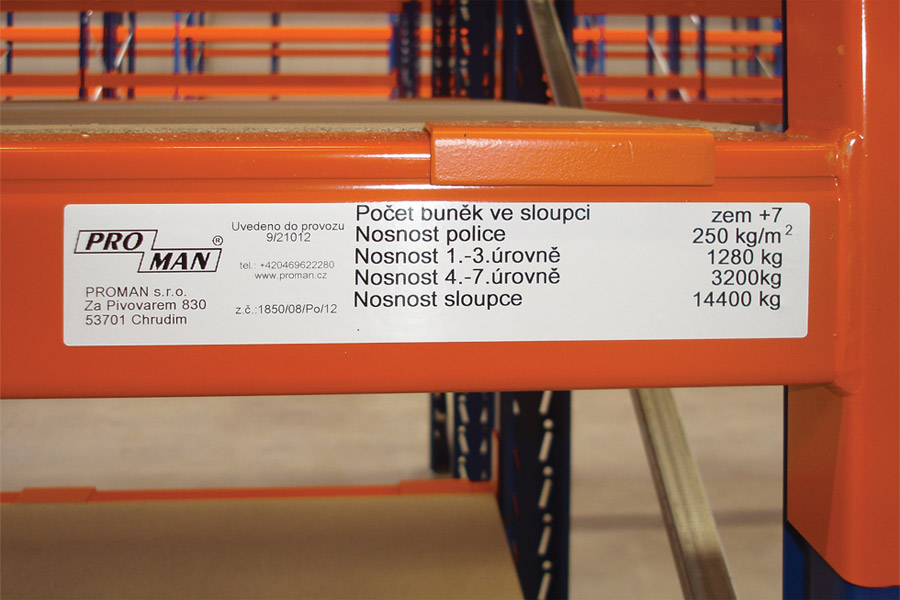 PRO MAN ®
PROMAN s.r.o.
Za Pivovarem 830
53701 Chrudim
Uvedeno do provozu
9/21012
tel.: +420469622280
www.proman.cz
z.č.:1850/08/Po/12
Počet buněk ve sloupci zem +7
Nosnost police 250 kg/m²
Nosnost 1.-3.úrovně 1280 kg
Nosnost 4.-7.úrovně 3200kg
Nosnost sloupce 14400 kg